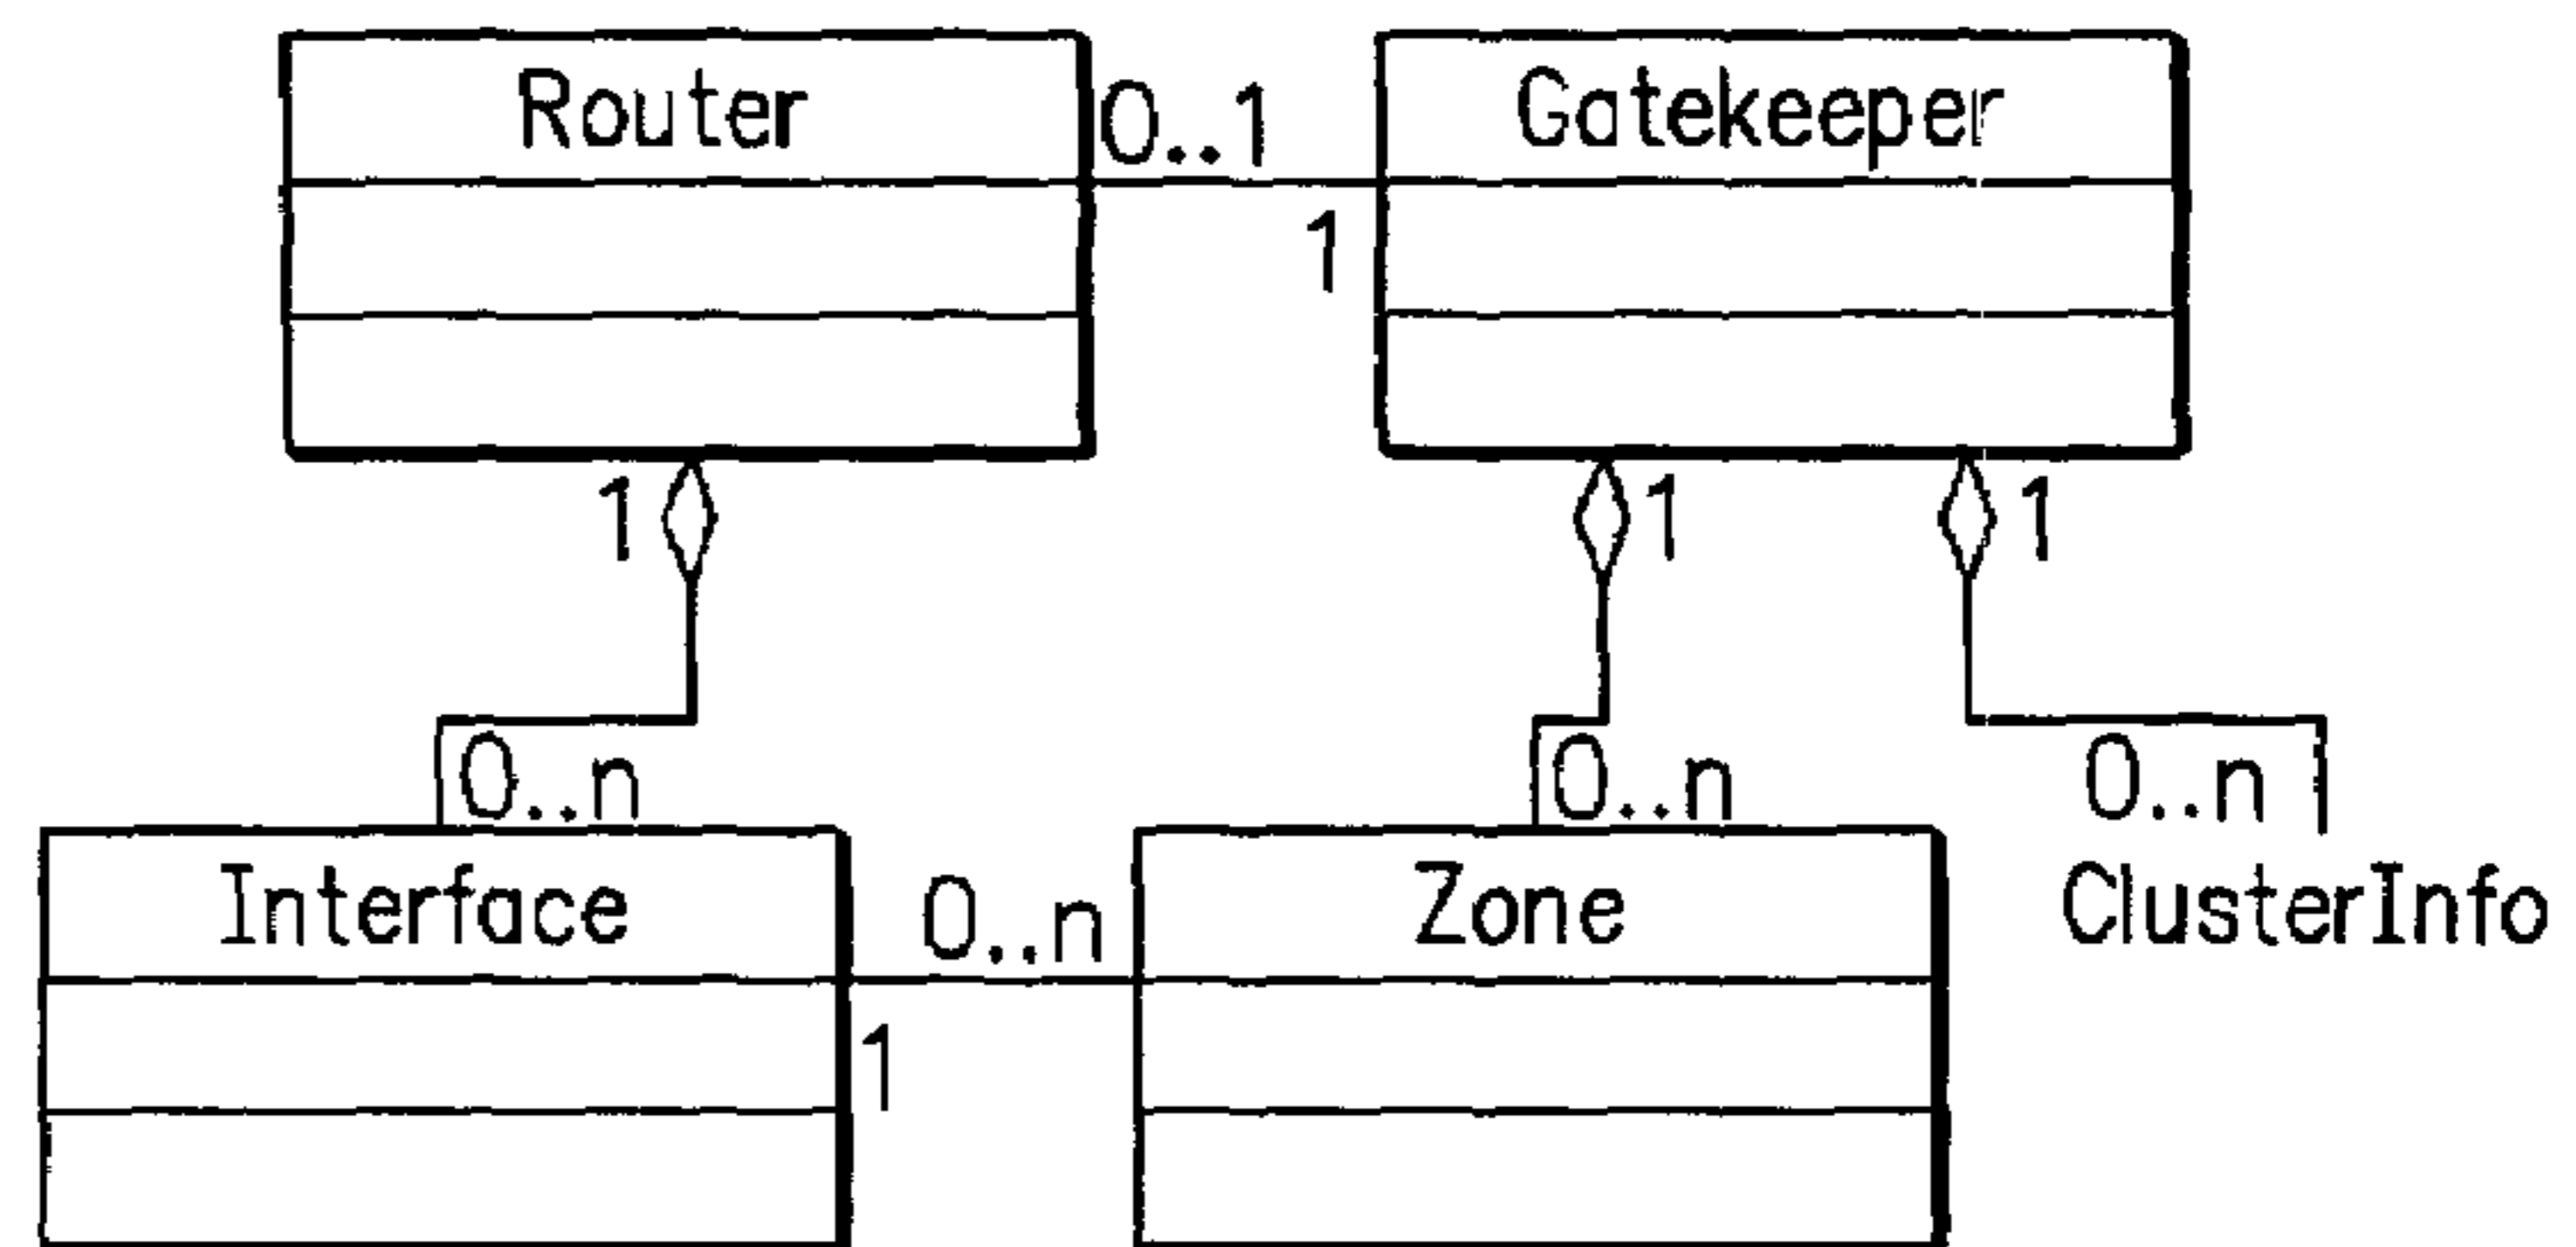 Router
0..1
Gatekeeper
1
1
1
1
0..n
0..n
0..n
Interface
0..n
Zone
ClusterInfo
1